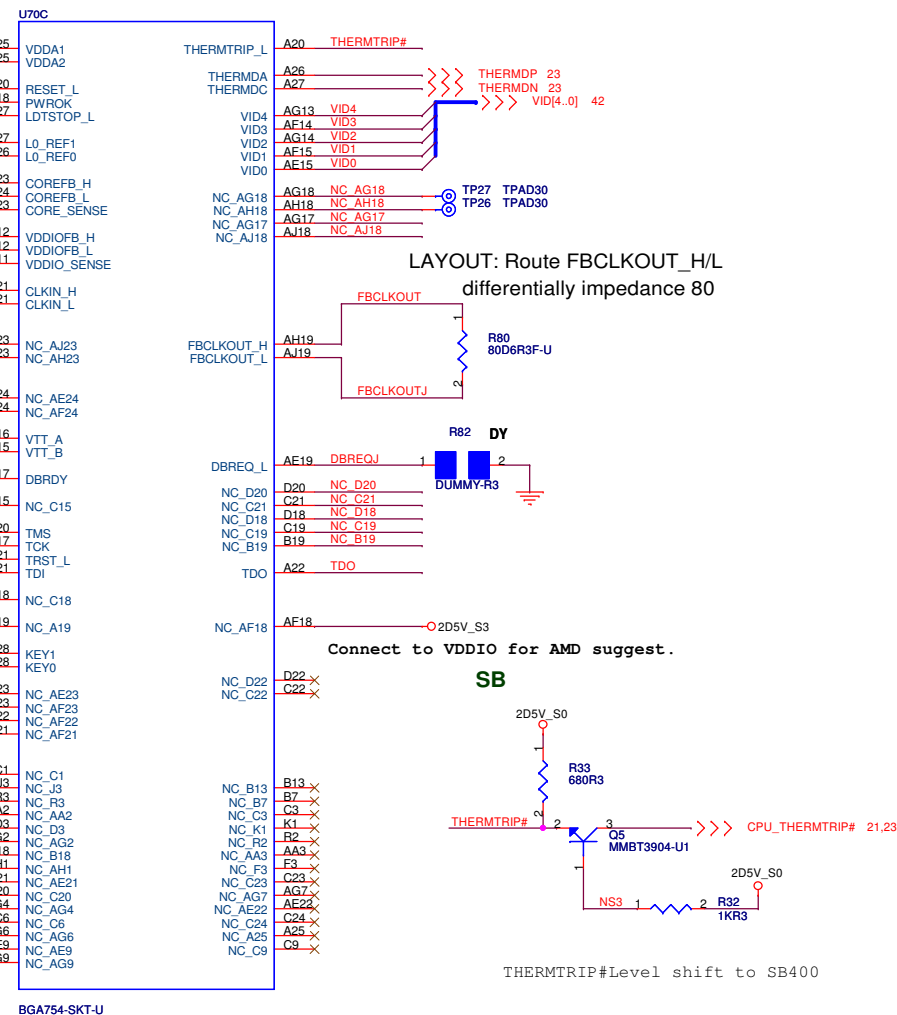 U70C
VDDA1
VDDA2
RESET_L
PWROK
LDTSTOP_L
L0_REF1
L0_REF0
COREFB_H
COREFB_L
CORE_SENSE
VDDIOFB_H
VDDIOFB_L
VDDIO_SENSE
CLKIN_H
CLKIN_L
NC_AJ23
NC_AH23
NC_AE24
NC_AF24
VTT_A
VTT_B
DBRDY
NC_C15
TMS
TCK
TRST_L
TDI
NC_C18
NC_A19
KEY1
KEY0
NC_AE23
NC_AF23
NC_AF22
NC_AF21
NC_C1
NC_J3
NC_R3
NC_AA2
NC_D3
NC_AG2
NC_B18
NC_AH1
NC_AE21
NC_C20
NC_AG4
NC_C6
NC_AG6
NC_AE9
NC_AG9
THERMTRIP_L A20 THERMTRIP#
THERMDA A26 THERMDP 23
THERMDC A27 THERMDN 23
VID[4..0] 42
VID4 AG13 VID4
VID3 AF14 VID3
VID2 AG14 VID2
VID1 AF15 VID1
VID0 AE15 VID0
NC_AG18 AG18 NC_AG18 TP27 TPAD30
NC_AH18 AH18 NC_AH18 TP26 TPAD30
NC_AG17 AG17 NC_AG17
NC_AJ18 AJ18 NC_AJ18
LAYOUT: Route FBCLKOUT_H/L
differentially impedance 80
FBCLKOUT
1
FBCLKOUT_H AH19
FBCLKOUT_L AJ19
R80
80D6R3F-U
2
FBCLKOUTJ
R82 DY
DBREQ_L AE19 DBREQJ 1 2
DUMMY-R3
NC_D20 D20 NC_D20
NC_C21 C21 NC_C21
NC_D18 D18 NC_D18
NC_C19 C19 NC_C19
NC_B19 B19 NC_B19
TDO A22 TDO
NC_AF18 AF18 2D5V_S3
Connect to VDDIO for AMD suggest.
SB
NC_D22 D22
NC_C22 C22
NC_B13 B13
NC_B7 B7
NC_C3 C3
NC_K1 K1
NC_R2 R2
NC_AA3 AA3
NC_F3 F3
NC_C23 C23
NC_AG7 AG7
NC_AE22 AE22
NC_C24 C24
NC_A25 A25
NC_C9 C9
2D5V_S0
1
R33
680R3
2
THERMTRIP# 2 3 CPU_THERMTRIP# 21,23
Q5
MMBT3904-U1
1
2D5V_S0
NS3 1 2 R32
1KR3
THERMTRIP#Level shift to SB400
BGA754-SKT-U